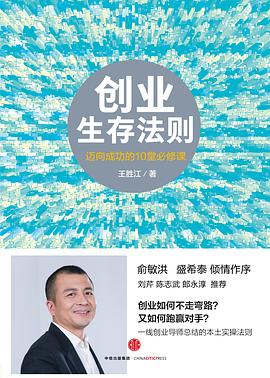 创业
生存法则
迈向成功的10堂必修课
王胜江／著
俞敏洪 盛希泰 倾情作序
刘芹 陈志武 郎永淳 推荐
创业如何不走弯路？
又如何跑赢对手？
一线创业导师总结的本土实操法则
中信出版集团·CHINACITICPRESS